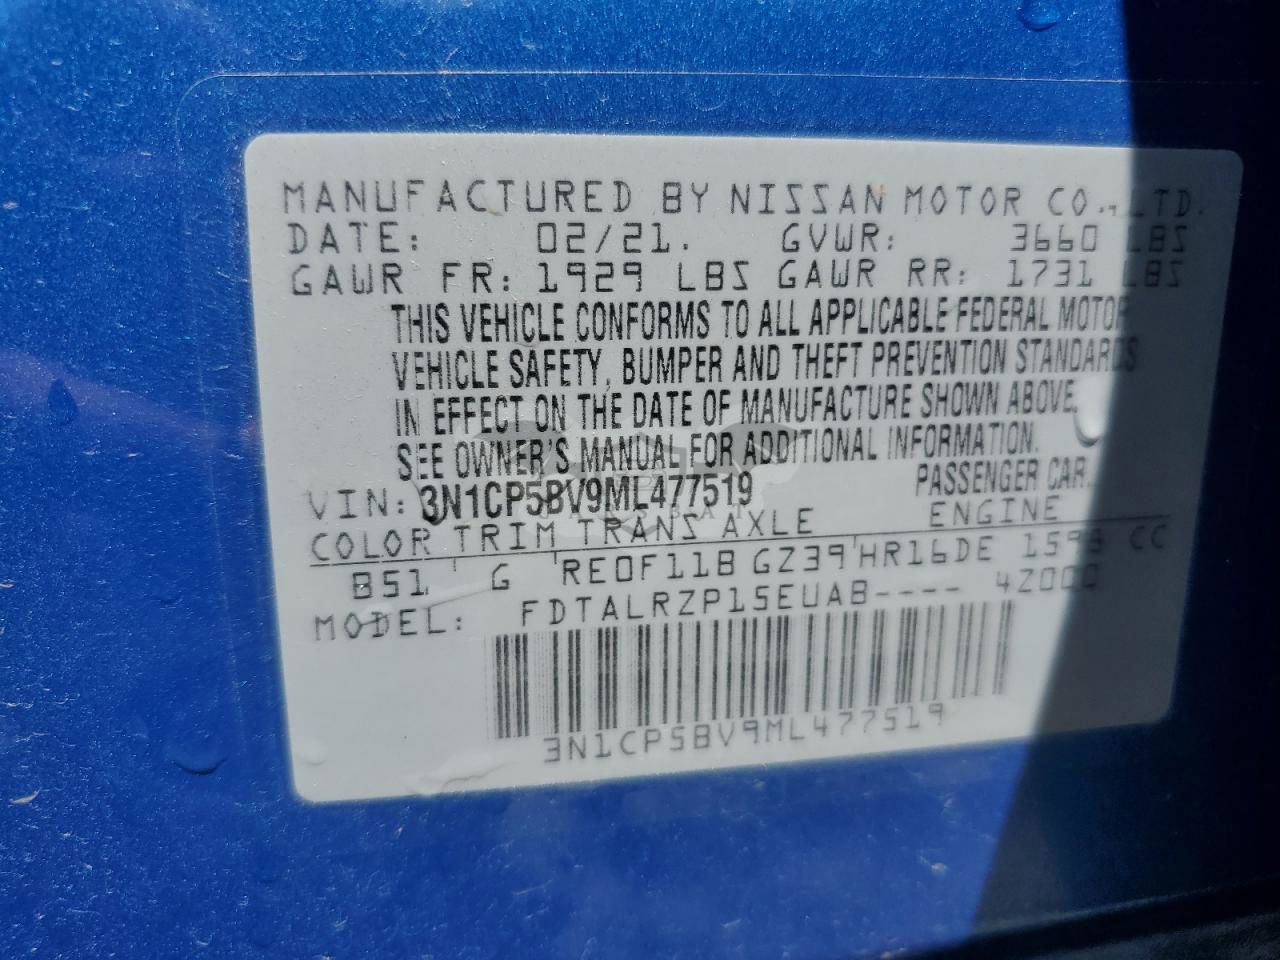 MANUFACTURED BY NISSAN MOTOR CO., LTD.
DATE: 02/21. GVWR: 3660 LBS
GAWR FR: 1929 LBS GAWR RR: 1731 LBS
THIS VEHICLE CONFORMS TO ALL APPLICABLE FEDERAL MOTOR
VEHICLE SAFETY, BUMPER AND THEFT PREVENTION STANDARDS
IN EFFECT ON THE DATE OF MANUFACTURE SHOWN ABOVE.
SEE OWNER'S MANUAL FOR ADDITIONAL INFORMATION.
VIN: 3N1CP5BV9ML477519 PASSENGER CAR.
COLOR TRIM TRANS AXLE ENGINE
B51 G RE0F11B GZ39 HR16DE 1598 CC
MODEL: FDTALRZP15EUAB---- 4Z000
3N1CP5BV9ML477519